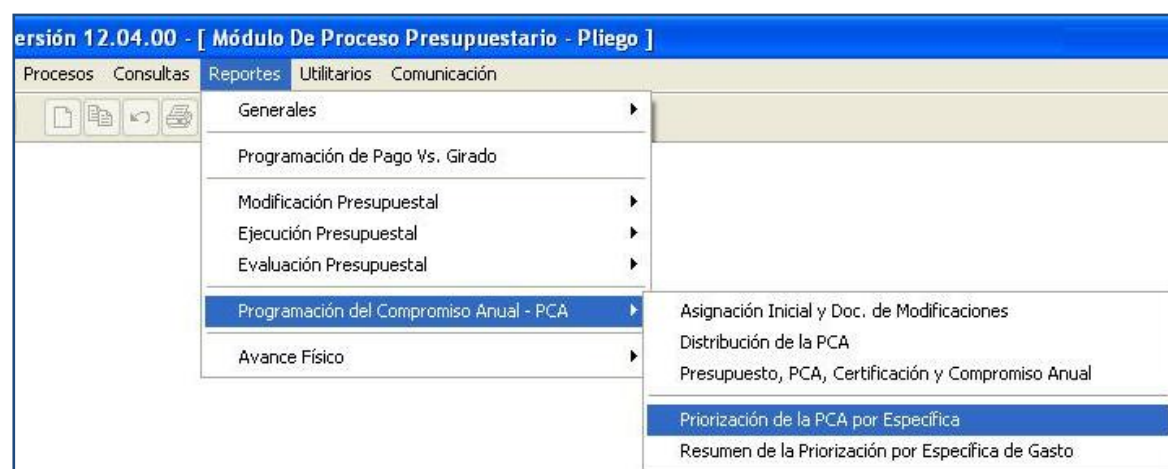 ersión 12.04.00 - [ Módulo De Proceso Presupuestario - Pliego ]
Procesos Consultas Reportes Utilitarios Comunicación
Generales
Programación de Pago Vs. Girado
Modificación Presupuestal
Ejecución Presupuestal
Evaluación Presupuestal
Programación del Compromiso Anual - PCA
Avance Físico
Asignación Inicial y Doc. de Modificaciones
Distribución de la PCA
Presupuesto, PCA, Certificación y Compromiso Anual
Priorización de la PCA por Específica
Resumen de la Priorización por Específica de Gasto